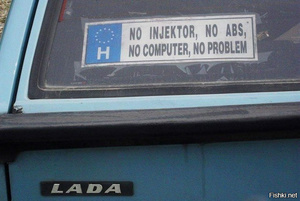 NO INJEKTOR, NO ABS,
H
NO COMPUTER, NO PROBLEM
LADA
Fishki.net